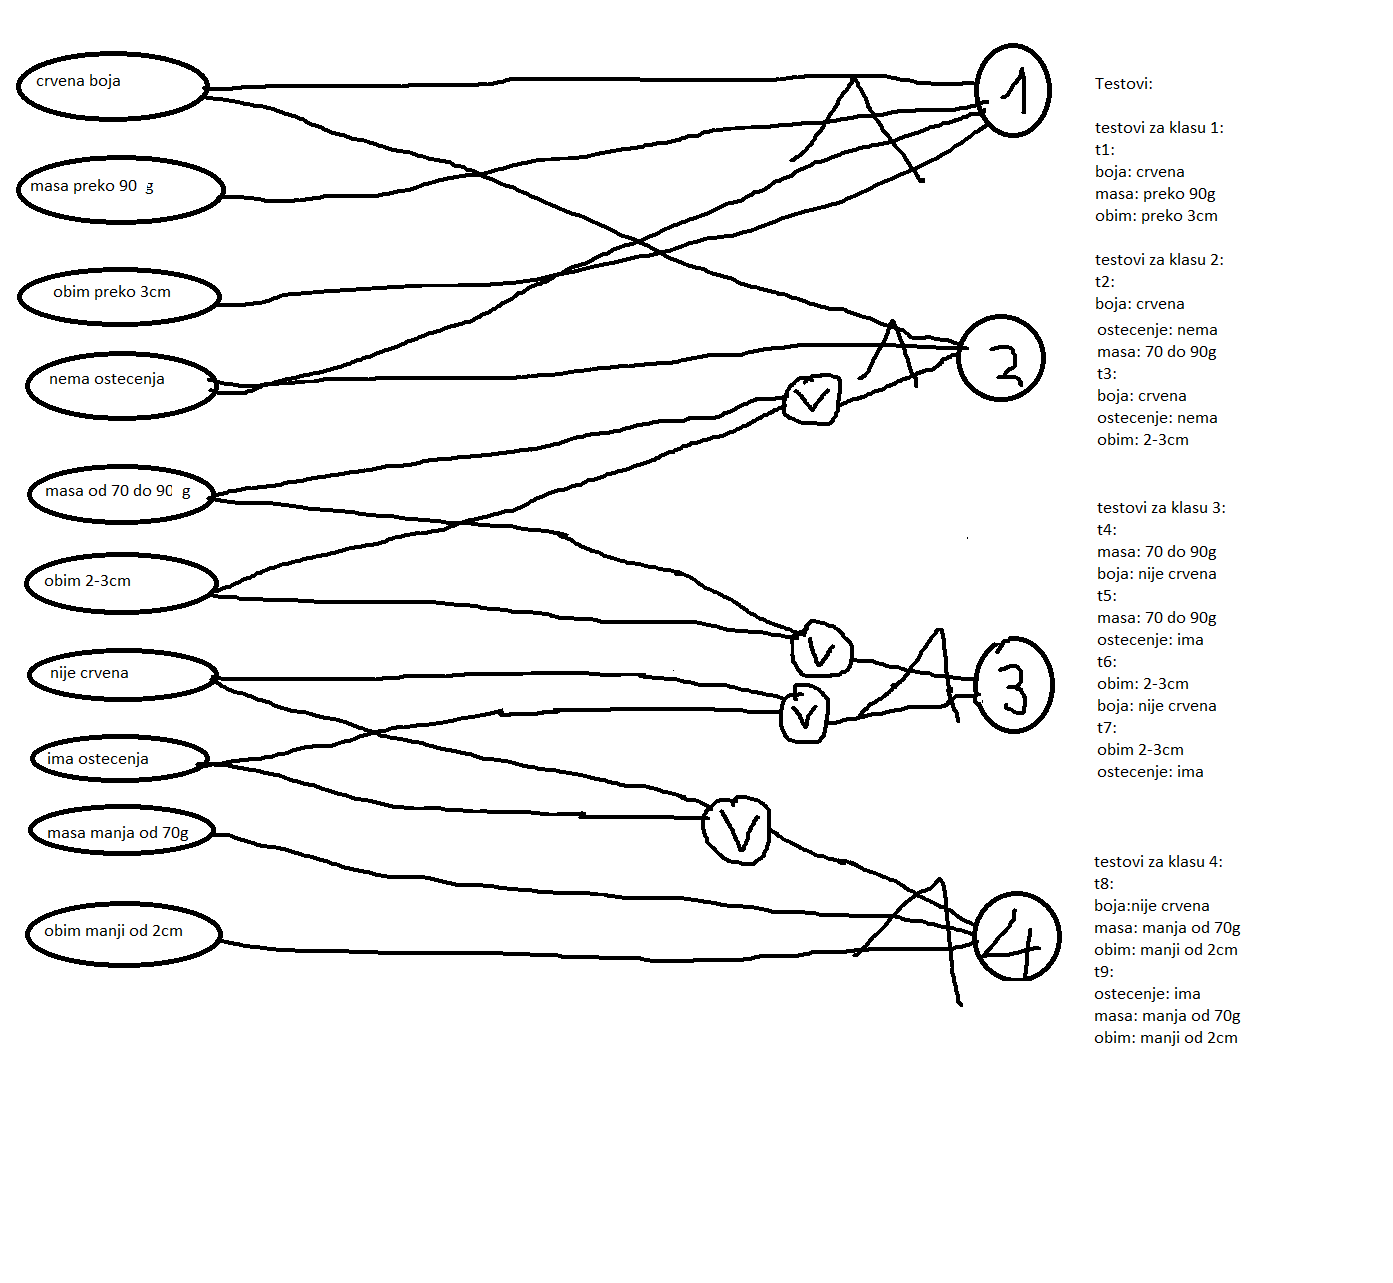 crvena boja
masa preko 90 g
obim preko 3cm
nema ostecenja
masa od 70 do 90 g
obim 2-3cm
nije crvena
ima ostecenja
masa manja od 70g
obim manji od 2cm
V
V
V
V
1
2
3
4
Testovi:
testovi za klasu 1:
t1:
boja: crvena
masa: preko 90g
obim: preko 3cm
testovi za klasu 2:
t2:
boja: crvena
ostecenje: nema
masa: 70 do 90g
t3:
boja: crvena
ostecenje: nema
obim: 2-3cm
testovi za klasu 3:
t4:
masa: 70 do 90g
boja: nije crvena
t5:
masa: 70 do 90g
ostecenje: ima
t6:
obim: 2-3cm
boja: nije crvena
t7:
obim 2-3cm
ostecenje: ima
testovi za klasu 4:
t8:
boja:nije crvena
masa: manja od 70g
obim: manji od 2cm
t9:
ostecenje: ima
masa: manja od 70g
obim: manji od 2cm